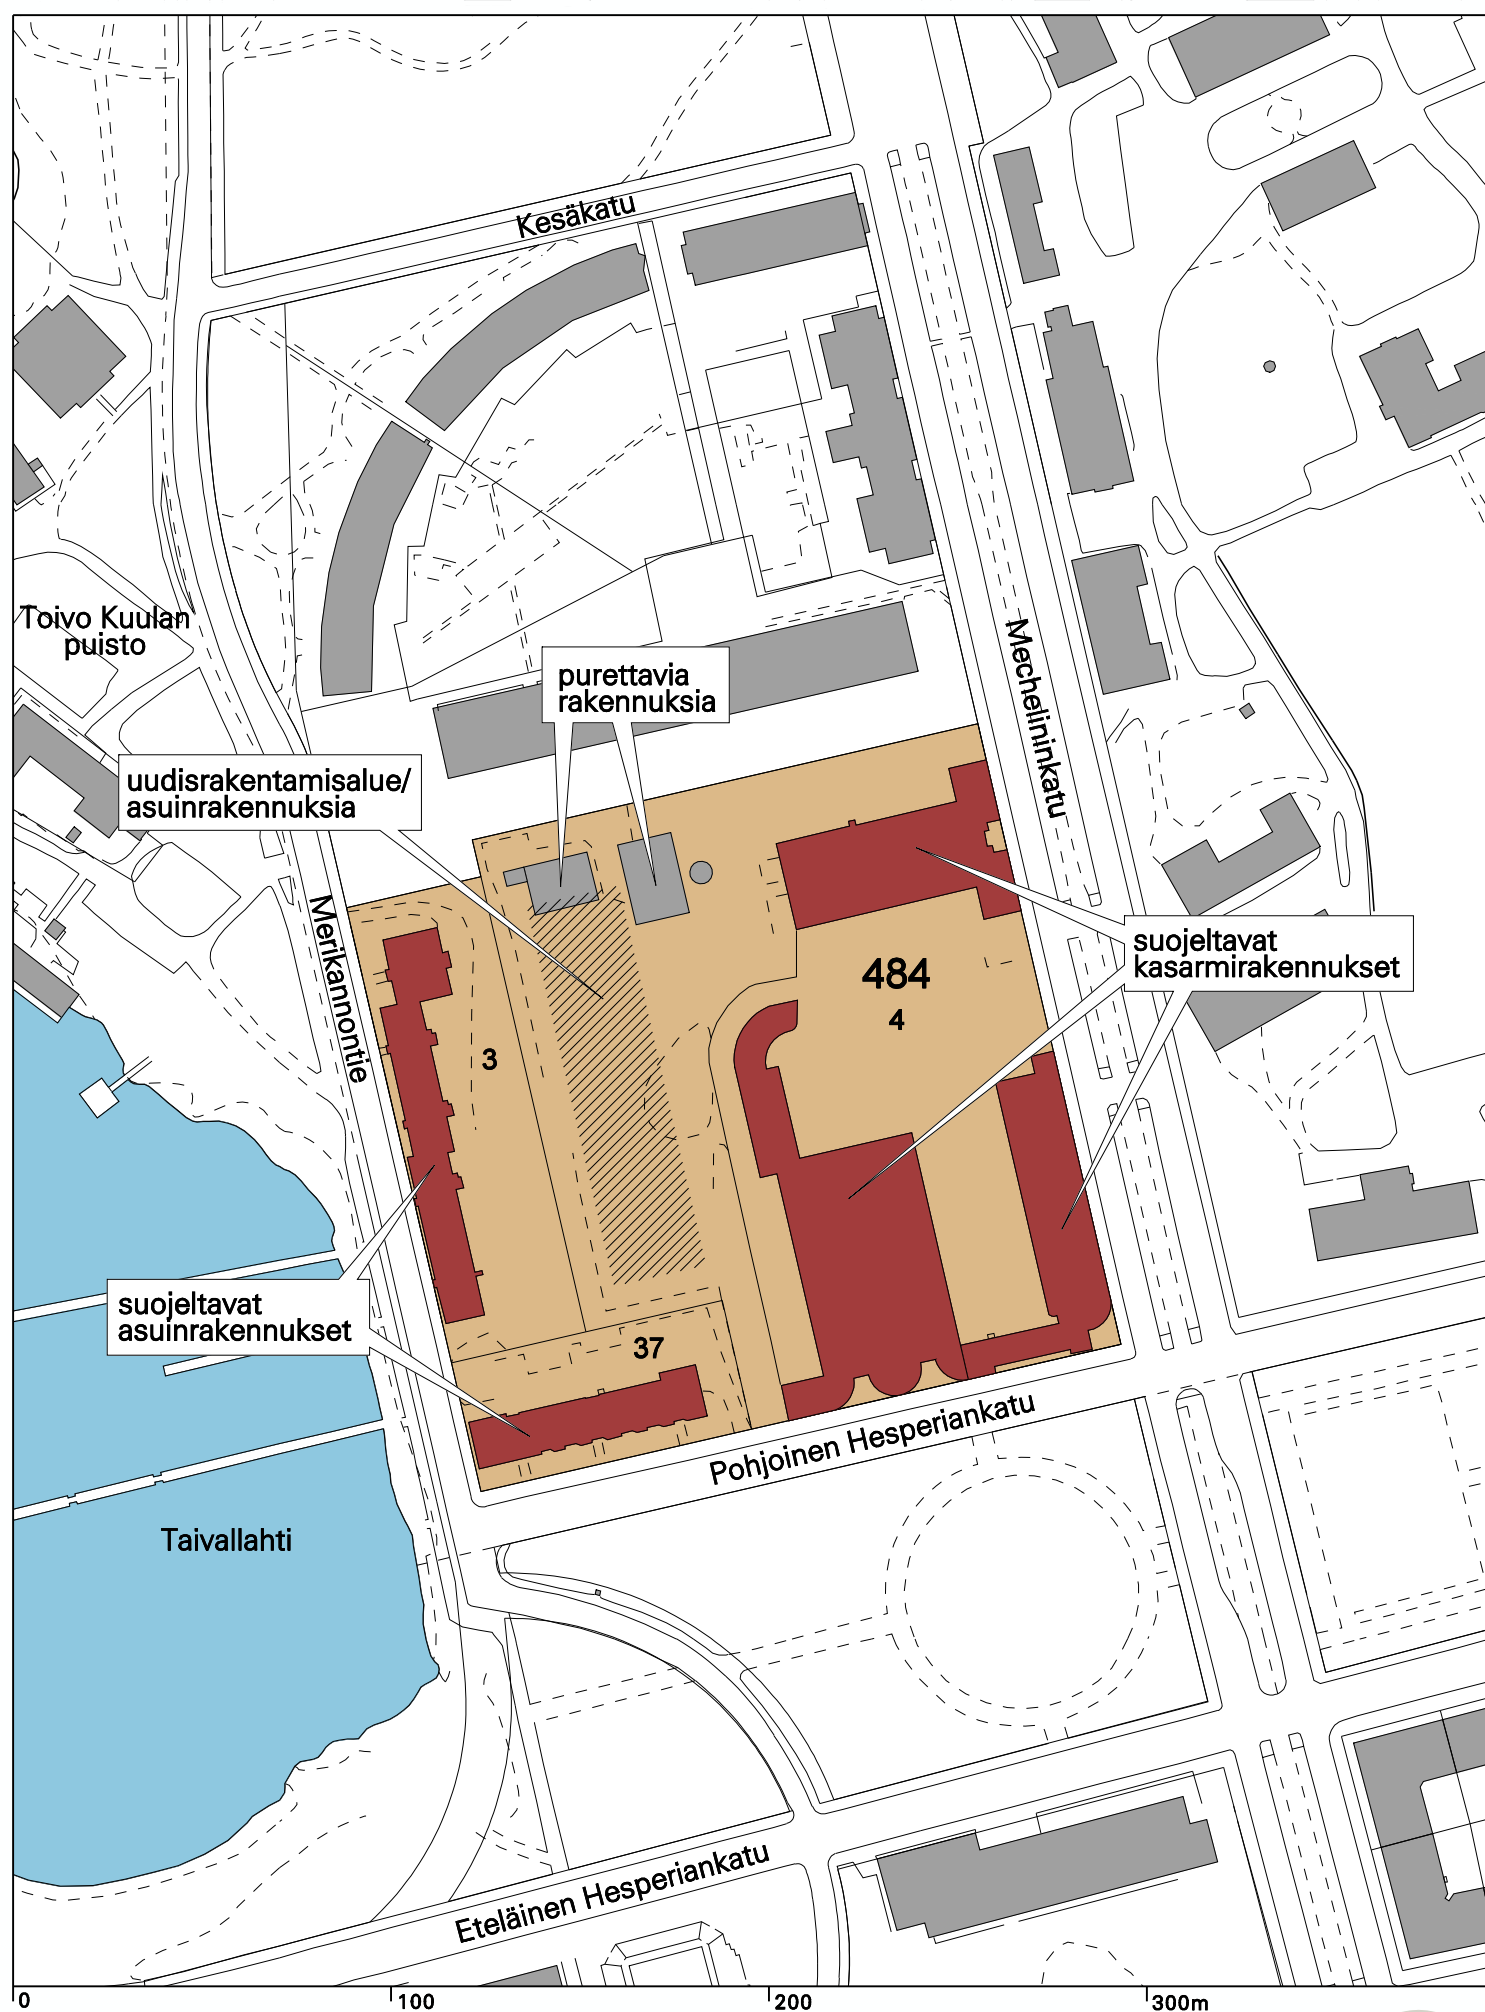 Kesäkatu
Toivo Kuulan
puisto
Mechelininkatu
purettavia
rakennuksia
uudisrakentamisalue/
asuinrakennuksia
Merikannontie
suojeltavat
kasarmirakennukset
484
4
3
suojeltavat
asuinrakennukset
37
Pohjoinen Hesperiankatu
Taivallahti
Eteläinen Hesperiankatu
0 100 200 300m